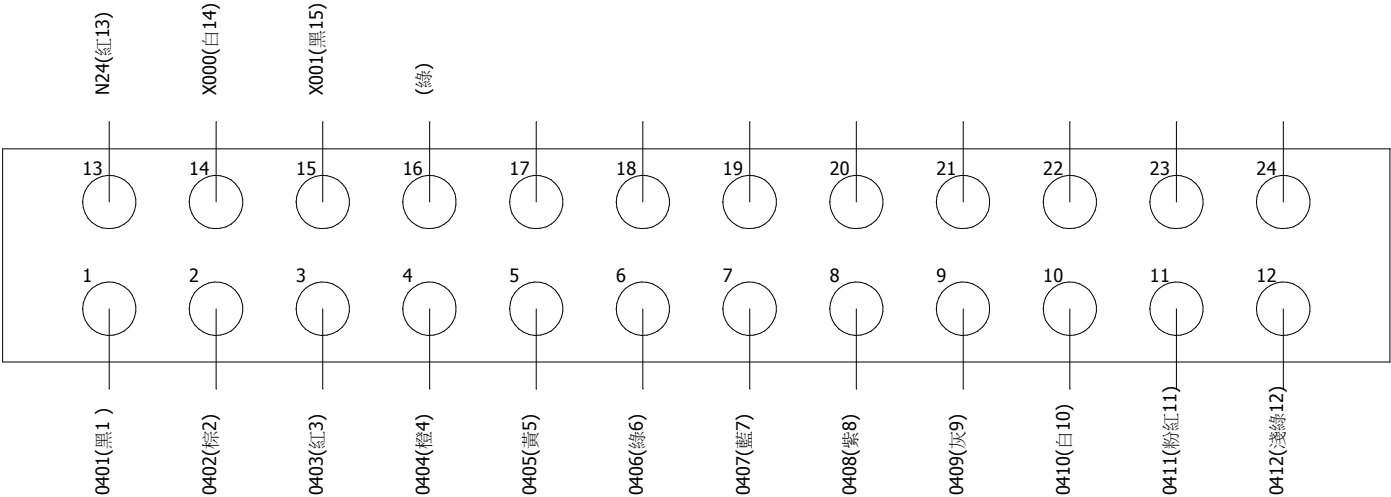 N24(紅13)
X000(白14)
X001(黑15)
(綠)
13 14 15 16 17 18 19 20 21 22 23 24
1 2 3 4 5 6 7 8 9 10 11 12
0401(黑1 )
0402(棕2)
0403(紅3)
0404(橙4)
0405(黃5)
0406(綠6)
0407(藍7)
0408(紫8)
0409(灰9)
0410(白10)
0411(粉紅11)
0412(淺綠12)